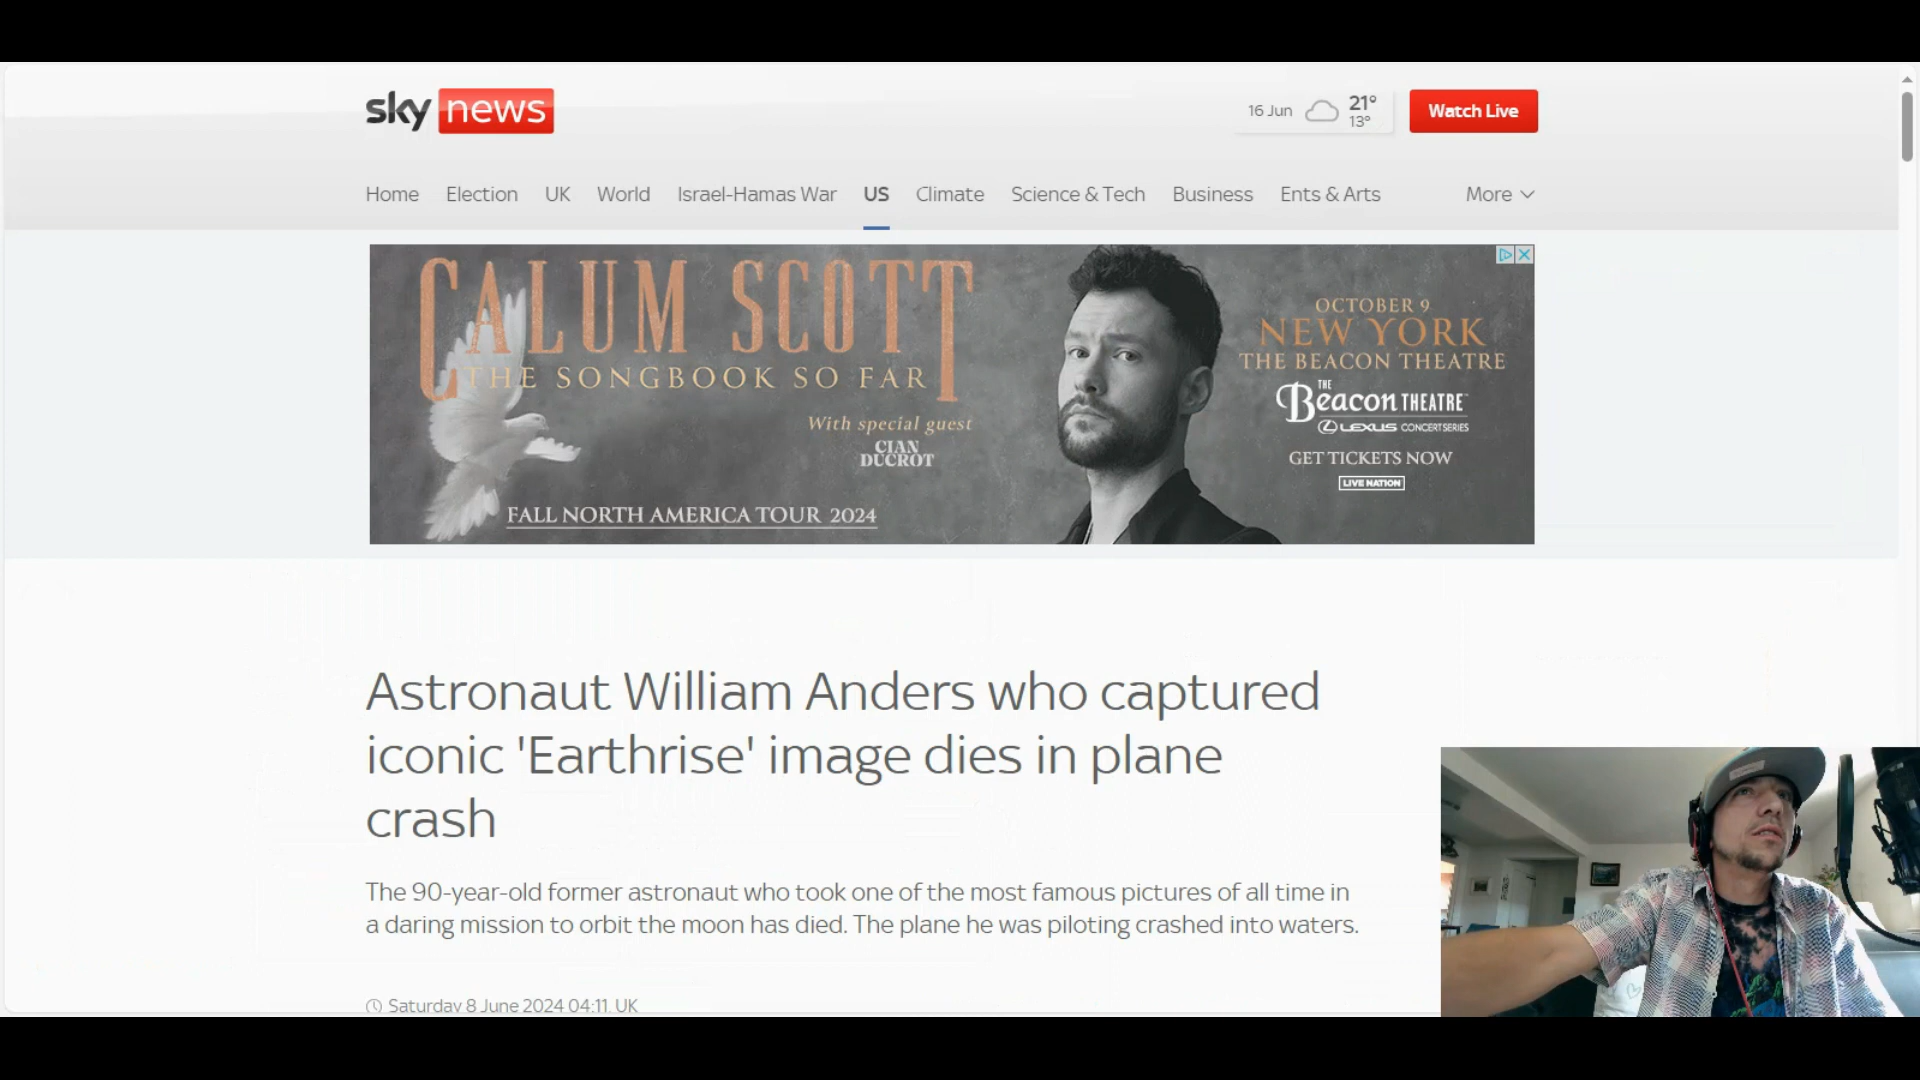 sky news
16 Jun
21°
13°
Watch Live
Home Election UK World Israel-Hamas War US Climate Science & Tech Business Ents & Arts More
CALUM SCOTT
THE SONGBOOK SO FAR
With special guest
CIAN
DUCROT
FALL NORTH AMERICA TOUR 2024
OCTOBER 9
NEW YORK
THE BEACON THEATRE
THE
Beacon THEATRE
LEXUS CONCERT SERIES
GET TICKETS NOW
LIVE NATION
Astronaut William Anders who captured
iconic 'Earthrise' image dies in plane
crash
The 90-year-old former astronaut who took one of the most famous pictures of all time in
a daring mission to orbit the moon has died. The plane he was piloting crashed into waters.
Saturday 8 June 2024 04:11, UK